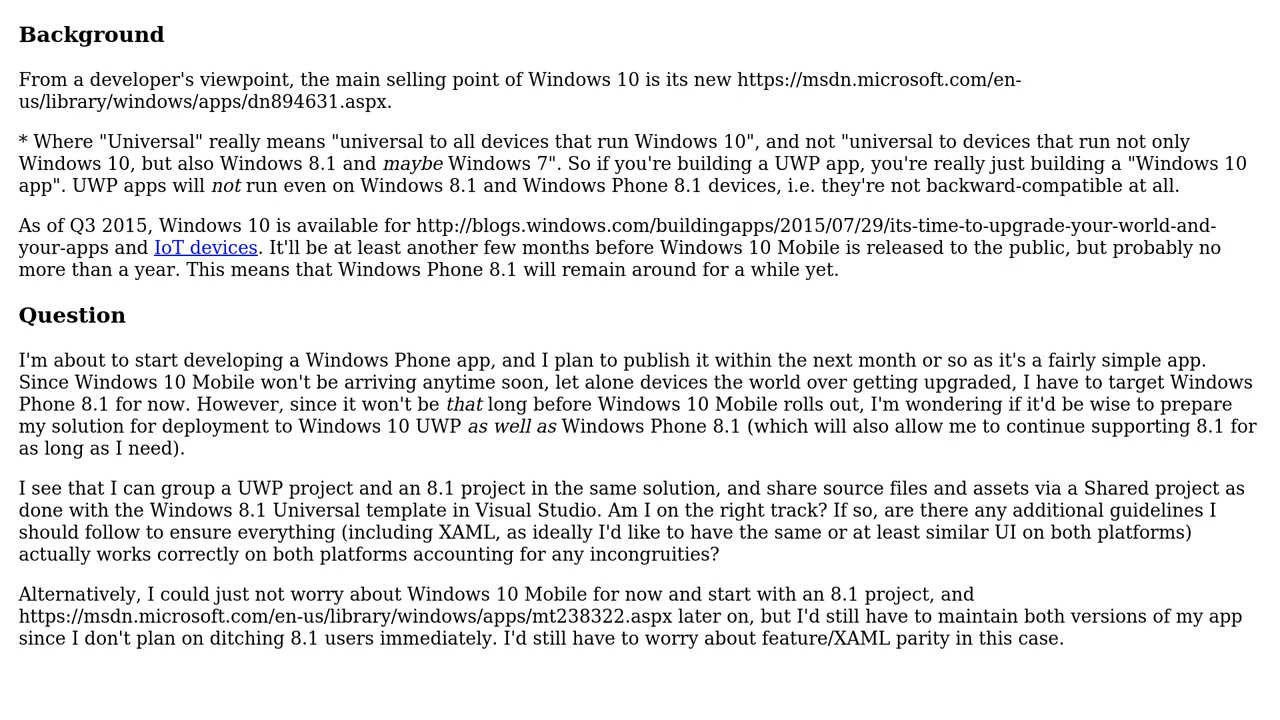 Background
From a developer's viewpoint, the main selling point of Windows 10 is its new https://msdn.microsoft.com/en-
us/library/windows/apps/dn894631.aspx.
* Where "Universal" really means "universal to all devices that run Windows 10", and not "universal to devices that run not only
Windows 10, but also Windows 8.1 and maybe Windows 7". So if you're building a UWP app, you're really just building a "Windows 10
app". UWP apps will not run even on Windows 8.1 and Windows Phone 8.1 devices, i.e. they're not backward-compatible at all.
As of Q3 2015, Windows 10 is available for http://blogs.windows.com/buildingapps/2015/07/29/its-time-to-upgrade-your-world-and-
your-apps and IoT devices. It'll be at least another few months before Windows 10 Mobile is released to the public, but probably no
more than a year. This means that Windows Phone 8.1 will remain around for a while yet.
Question
I'm about to start developing a Windows Phone app, and I plan to publish it within the next month or so as it's a fairly simple app.
Since Windows 10 Mobile won't be arriving anytime soon, let alone devices the world over getting upgraded, I have to target Windows
Phone 8.1 for now. However, since it won't be that long before Windows 10 Mobile rolls out, I'm wondering if it'd be wise to prepare
my solution for deployment to Windows 10 UWP as well as Windows Phone 8.1 (which will also allow me to continue supporting 8.1 for
as long as I need).
I see that I can group a UWP project and an 8.1 project in the same solution, and share source files and assets via a Shared project as
done with the Windows 8.1 Universal template in Visual Studio. Am I on the right track? If so, are there any additional guidelines I
should follow to ensure everything (including XAML, as ideally I'd like to have the same or at least similar UI on both platforms)
actually works correctly on both platforms accounting for any incongruities?
Alternatively, I could just not worry about Windows 10 Mobile for now and start with an 8.1 project, and
https://msdn.microsoft.com/en-us/library/windows/apps/mt238322.aspx later on, but I'd still have to maintain both versions of my app
since I don't plan on ditching 8.1 users immediately. I'd still have to worry about feature/XAML parity in this case.